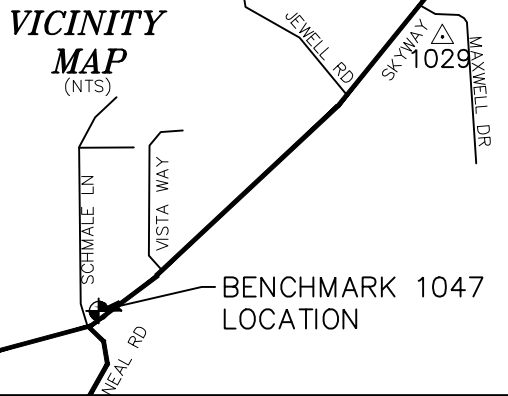 VICINITY
MAP
(NTS)
JEWELL RD
SKYWAY
1029
MAXWELL DR
SCHMALE LN
VISTA WAY
BENCHMARK 1047
LOCATION
NEAL RD